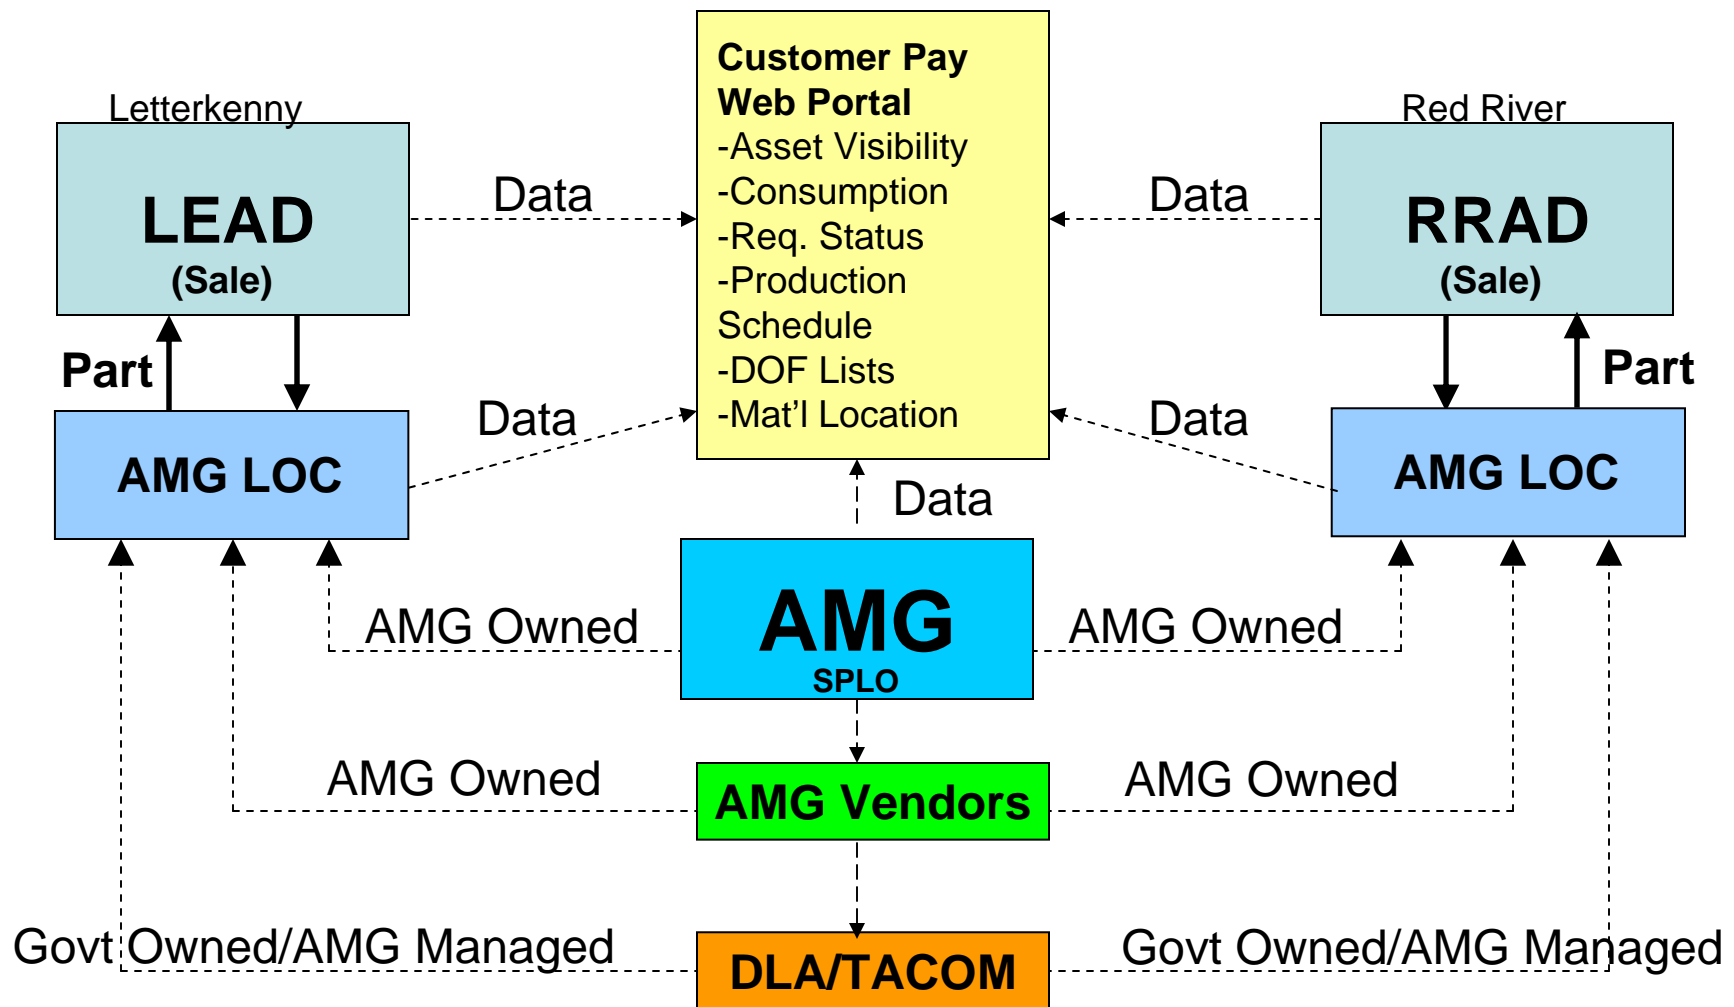 Customer Pay
Web Portal
-Asset Visibility
-Consumption
-Req. Status
-Production
Schedule
-DOF Lists
-Mat'l Location
Letterkenny
LEAD
(Sale)
Data
Data
Red River
RRAD
(Sale)
Part
Part
Data
Data
AMG LOC
AMG LOC
Data
AMG
SPLO
AMG Owned
AMG Owned
AMG Owned
AMG Vendors
AMG Owned
Govt Owned/AMG Managed
DLA/TACOM
Govt Owned/AMG Managed